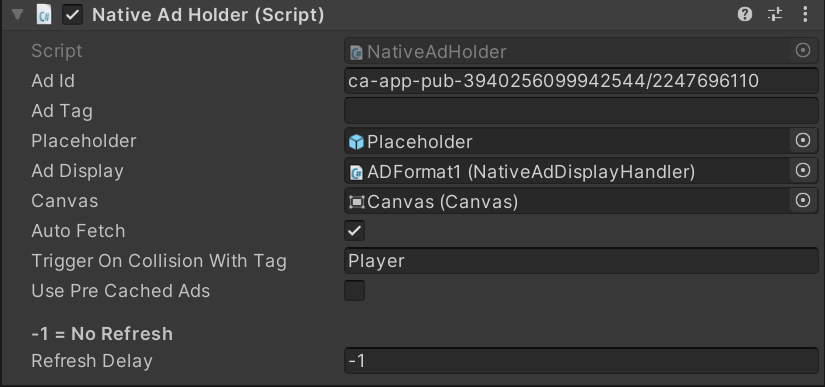 Native Ad Holder (Script)
Script NativeAdHolder
Ad Id ca-app-pub-3940256099942544/2247696110
Ad Tag
Placeholder Placeholder
Ad Display ADFormat1 (NativeAdDisplayHandler)
Canvas Canvas (Canvas)
Auto Fetch
Trigger On Collision With Tag Player
Use Pre Cached Ads
-1 = No Refresh
Refresh Delay -1